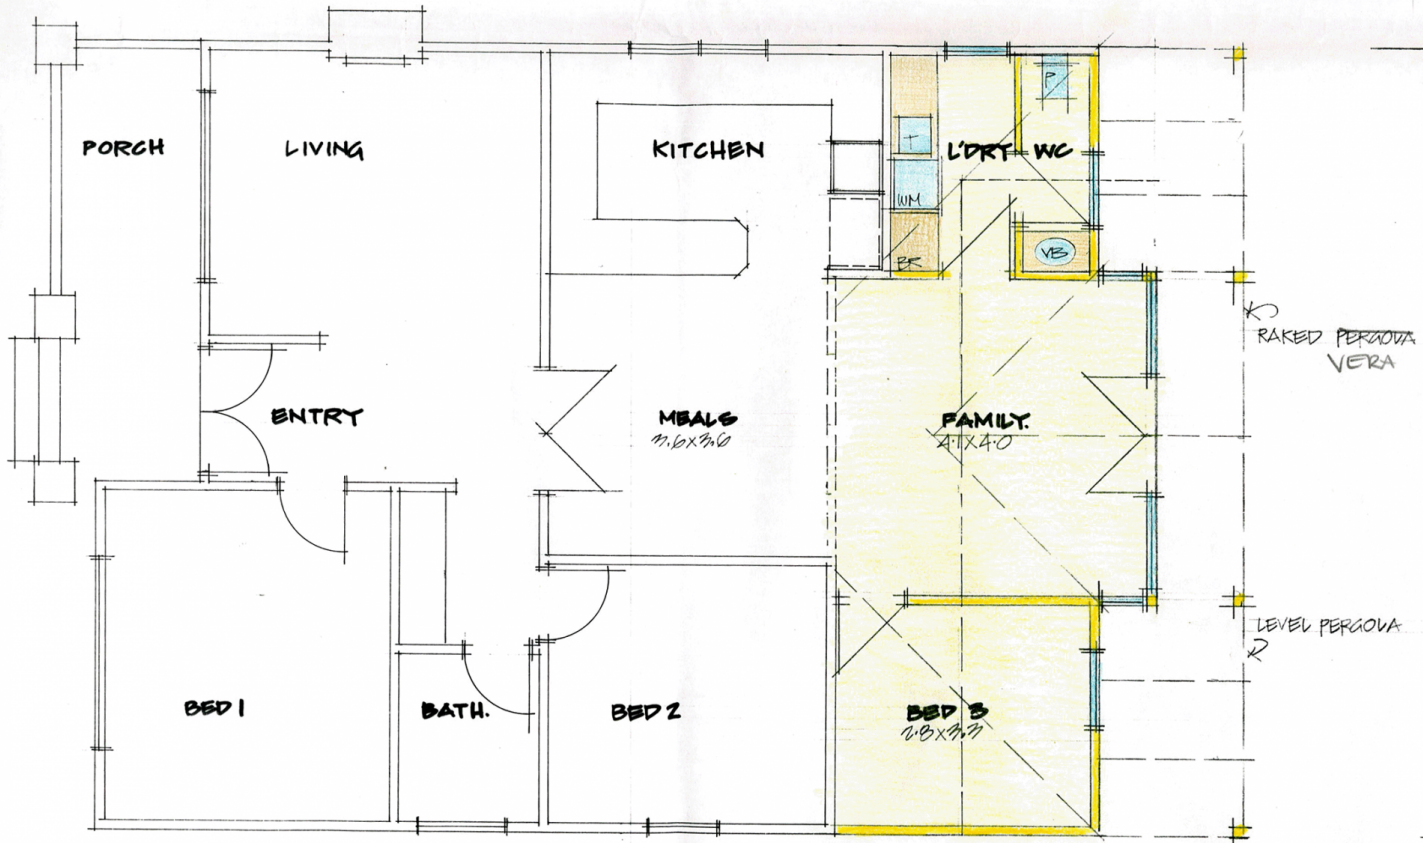 PORCH
LIVING
KITCHEN
L'DRY
WC
P
T
WM
BR
VB
RAKED PERGOLA
VERA
ENTRY
MEALS
3.6x3.6
FAMILY.
4.1x4.0
LEVEL PERGOLA
BED 1
BATH.
BED 2
BED 3
2.8x3.3